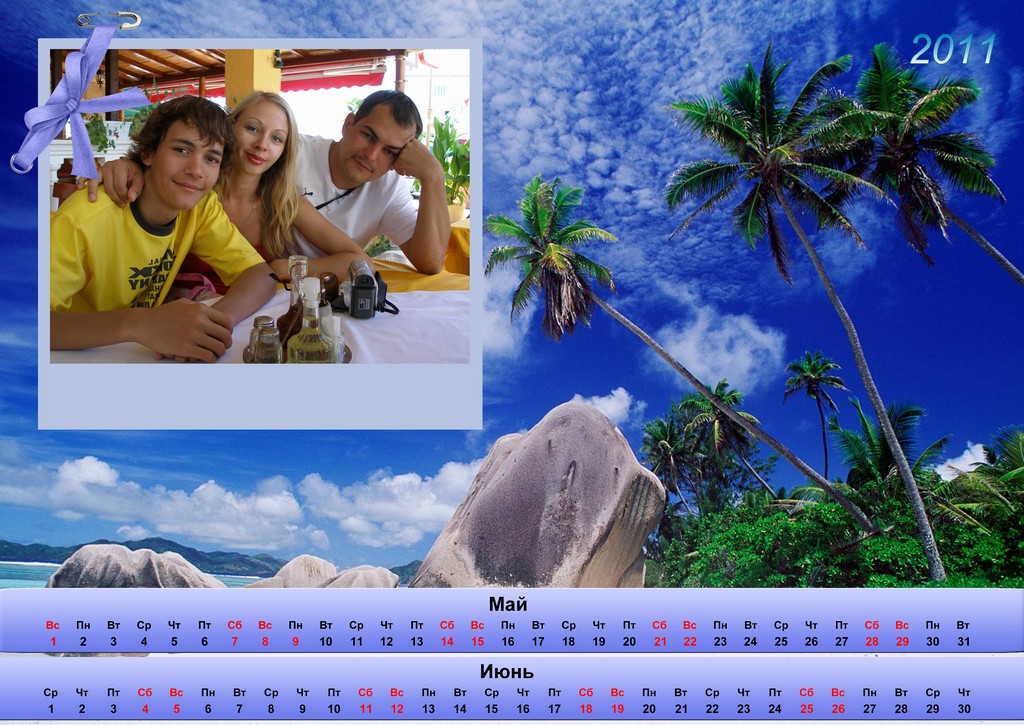 2011
Май
Вс Пн Вт Ср Чт Пт Сб Вс Пн Вт Ср Чт Пт Сб Вс Пн Вт Ср Чт Пт Сб Вс Пн Вт Ср Чт Пт Сб Вс Пн Вт
1 2 3 4 5 6 7 8 9 10 11 12 13 14 15 16 17 18 19 20 21 22 23 24 25 26 27 28 29 30 31
Июнь
Ср Чт Пт Сб Вс Пн Вт Ср Чт Пт Сб Вс Пн Вт Ср Чт Пт Сб Вс Пн Вт Ср Чт Пт Сб Вс Пн Вт Ср Чт
1 2 3 4 5 6 7 8 9 10 11 12 13 14 15 16 17 18 19 20 21 22 23 24 25 26 27 28 29 30